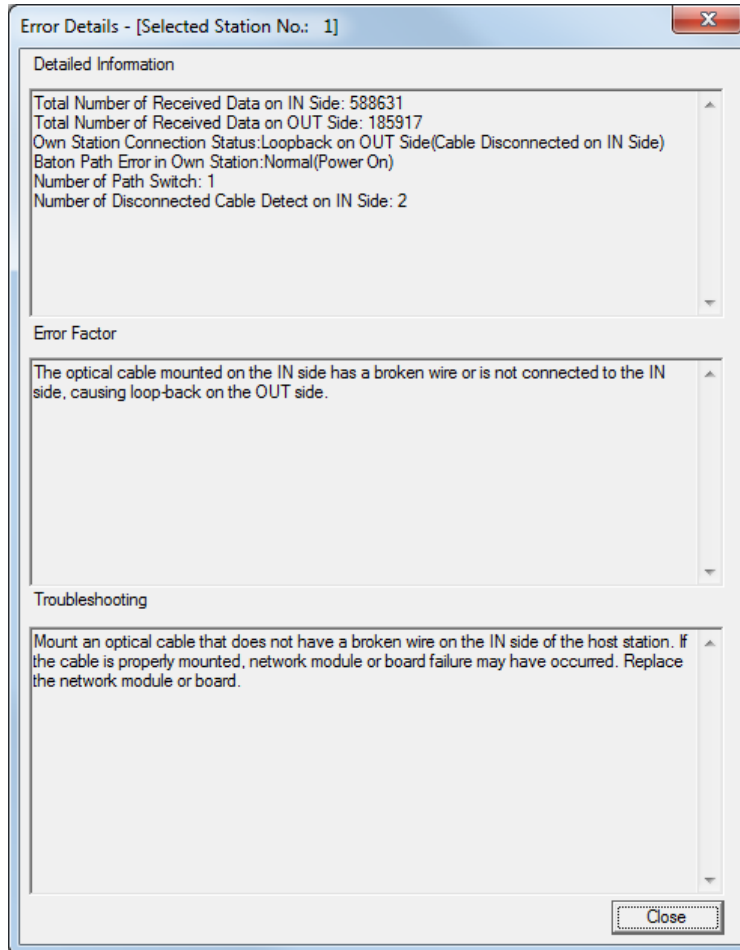 Error Details - [Selected Station No.: 1]
Detailed Information
Total Number of Received Data on IN Side: 588631
Total Number of Received Data on OUT Side: 185917
Own Station Connection Status:Loopback on OUT Side(Cable Disconnected on IN Side)
Baton Path Error in Own Station:Normal(Power On)
Number of Path Switch: 1
Number of Disconnected Cable Detect on IN Side: 2
Error Factor
The optical cable mounted on the IN side has a broken wire or is not connected to the IN
side, causing loop-back on the OUT side.
Troubleshooting
Mount an optical cable that does not have a broken wire on the IN side of the host station. If
the cable is properly mounted, network module or board failure may have occurred. Replace
the network module or board.
Close